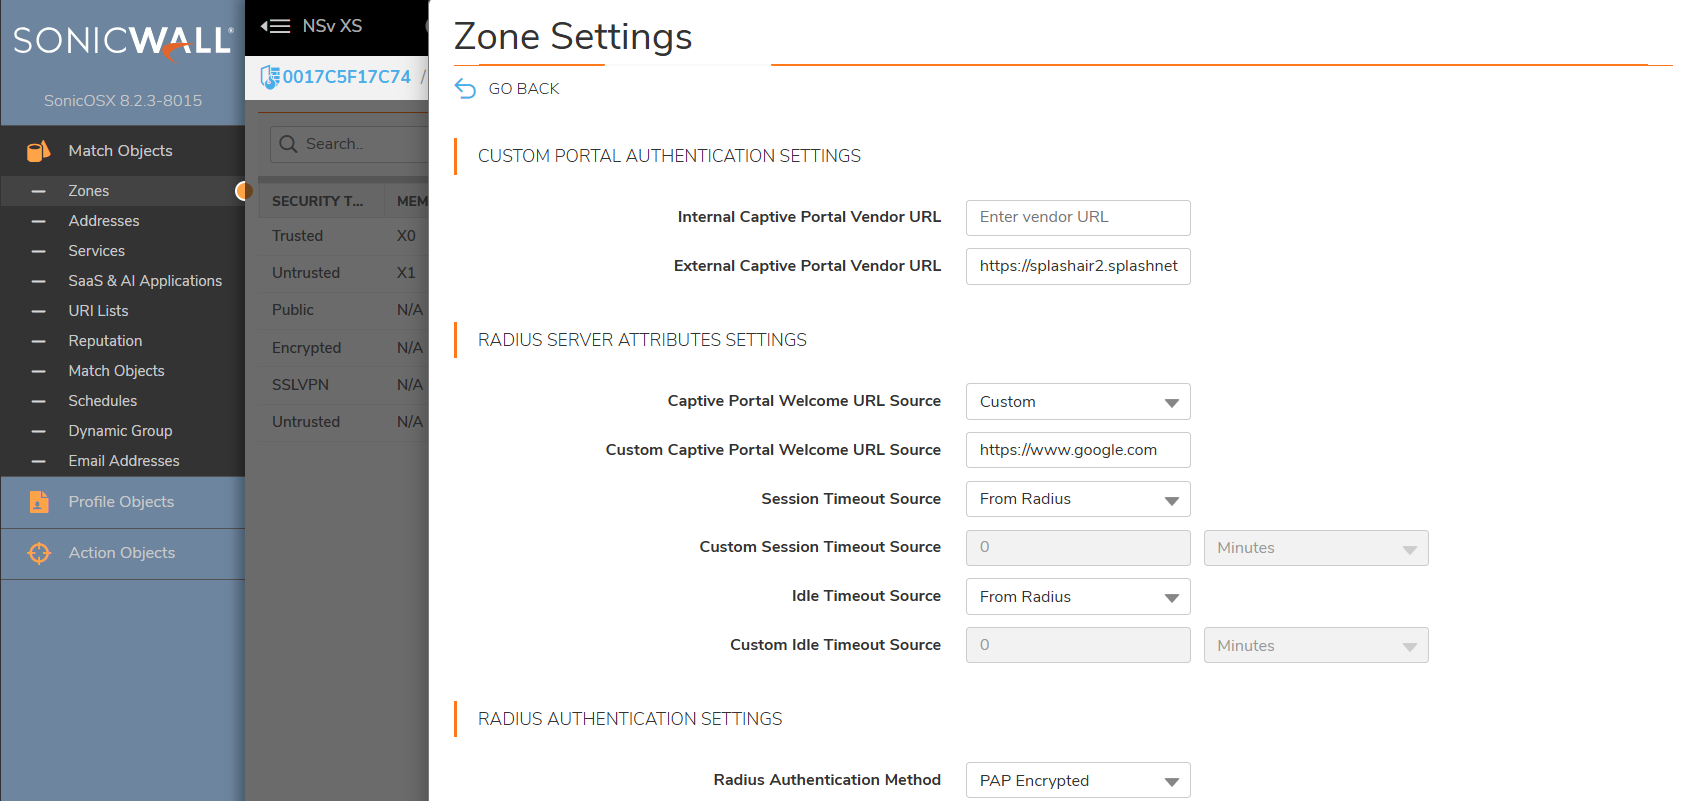 SONICWALL®
SonicOSX 8.2.3-8015
Match Objects
Zones
Addresses
Services
SaaS & AI Applications
URI Lists
Reputation
Match Objects
Schedules
Dynamic Group
Email Addresses
Profile Objects
Action Objects
NSv XS
0017C5F17C74 /
Search..
SECURITY T... MEM
Trusted X0
Untrusted X1
Public N/A
Encrypted N/A
SSLVPN N/A
Untrusted N/A
Zone Settings
GO BACK
CUSTOM PORTAL AUTHENTICATION SETTINGS
Internal Captive Portal Vendor URL Enter vendor URL
External Captive Portal Vendor URL https://splashair2.splashnet
RADIUS SERVER ATTRIBUTES SETTINGS
Captive Portal Welcome URL Source Custom
Custom Captive Portal Welcome URL Source https://www.google.com
Session Timeout Source From Radius
Custom Session Timeout Source 0 Minutes
Idle Timeout Source From Radius
Custom Idle Timeout Source 0 Minutes
RADIUS AUTHENTICATION SETTINGS
Radius Authentication Method PAP Encrypted